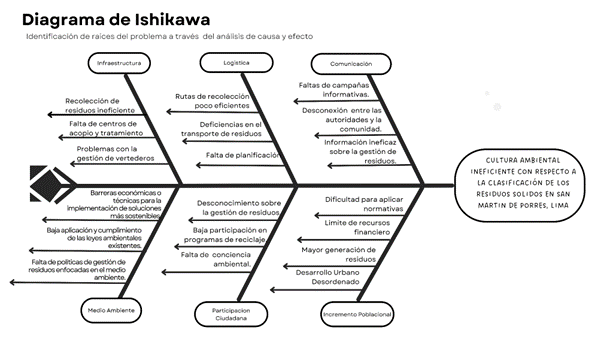 Diagrama de Ishikawa
Identificación de raíces del problema a través del análisis de causa y efecto
Infraestructura
Logística
Comunicación
Recolección de
residuos ineficiente
Falta de centros de
acopio y tratamiento
Problemas con la
gestión de vertederos
Rutas de recolección
poco eficientes
Deficiencias en el
transporte de residuos
Falta de planificación
Faltas de campañas
informativas.
Desconexión entre las
autoridades y la
comunidad.
Información ineficaz
sobre la gestión de
residuos.
CULTURA AMBIENTAL
INEFICIENTE CON RESPECTO A
LA CLASIFICACIÓN DE LOS
RESIDUOS SOLIDOS EN SAN
MARTIN DE PORRES, LIMA
Barreras económicas o
técnicas para la
implementación de soluciones
más sostenibles.
Baja aplicación y cumplimiento
de las leyes ambientales
existentes.
Falta de políticas de gestión de
residuos enfocadas en el medio
ambiente.
Desconocimiento sobre
la gestión de residuos
Baja participación en
programas de reciclaje
Falta de conciencia
ambiental.
Dificultad para aplicar
normativas
Limite de recursos
financiero
Mayor generación de
residuos
Desarrollo Urbano
Desordenado
Medio Ambiente
Participacion
Ciudadana
Incremento Poblacional